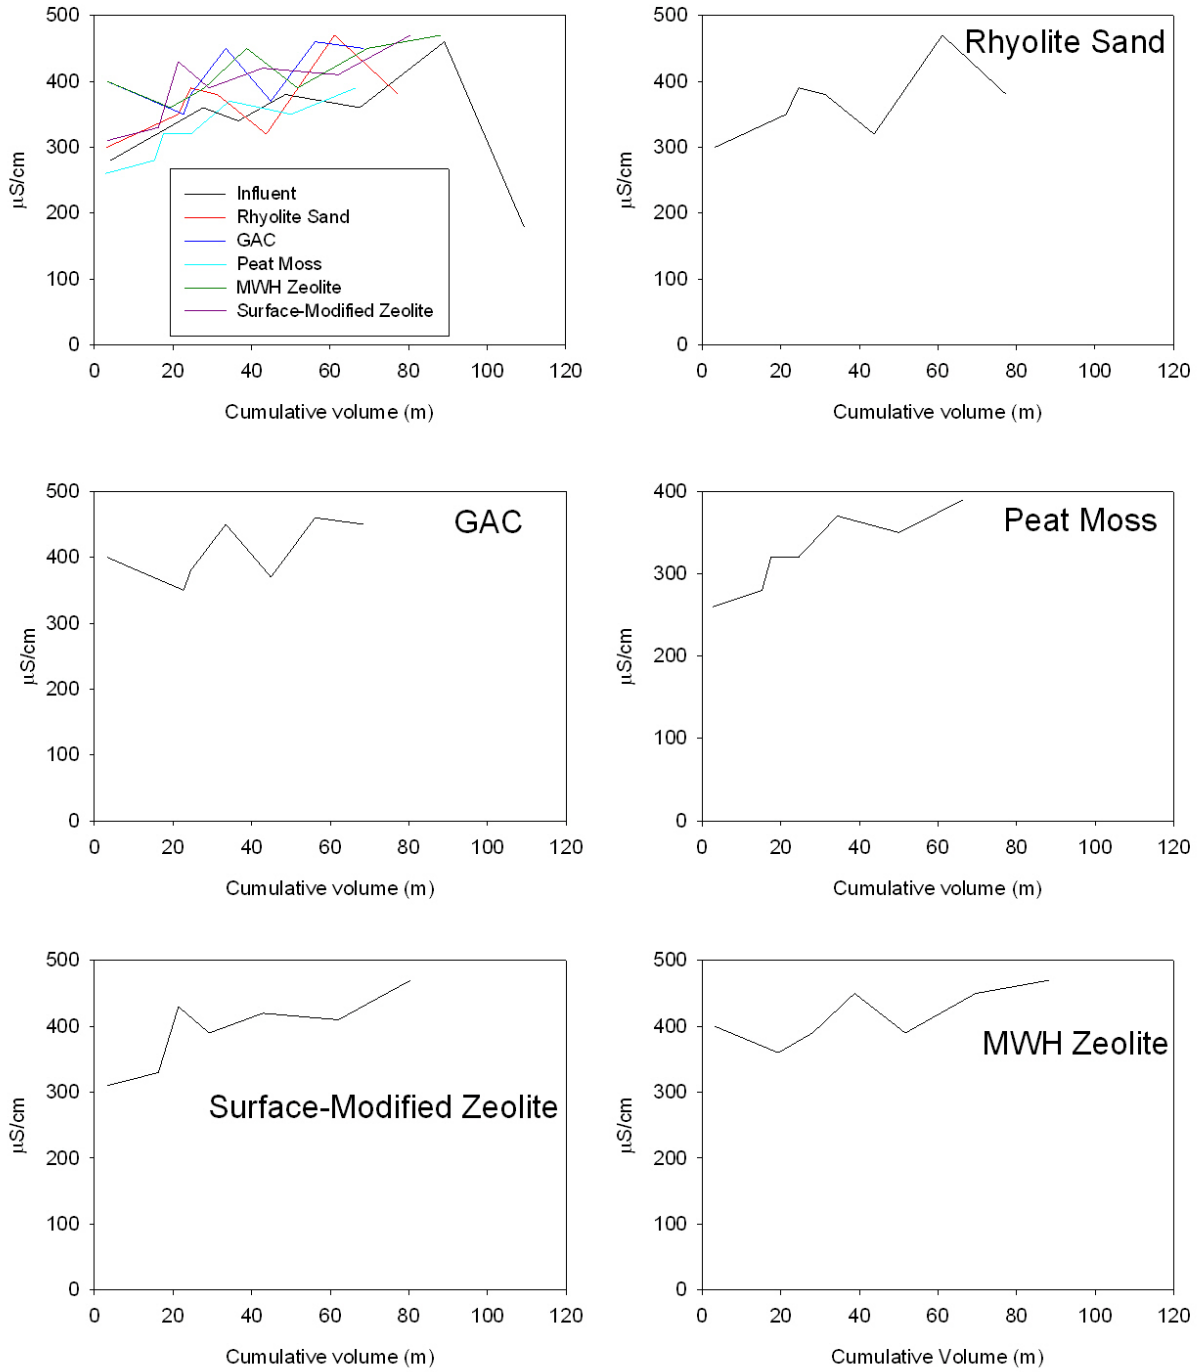 500
400
300
200
100
0
µS/cm
Influent
Rhyolite Sand
GAC
Peat Moss
MWH Zeolite
Surface-Modified Zeolite
0 20 40 60 80 100 120
Cumulative volume (m)
Rhyolite Sand
500
400
300
200
100
0
µS/cm
0 20 40 60 80 100 120
Cumulative volume (m)
GAC
500
400
300
200
100
0
µS/cm
0 20 40 60 80 100 120
Cumulative volume (m)
Peat Moss
400
300
200
100
0
µS/cm
0 20 40 60 80 100 120
Cumulative volume (m)
500
400
300
200
100
0
µS/cm
Surface-Modified Zeolite
0 20 40 60 80 100 120
Cumulative volume (m)
500
400
300
200
100
0
µS/cm
MWH Zeolite
0 20 40 60 80 100 120
Cumulative Volume (m)